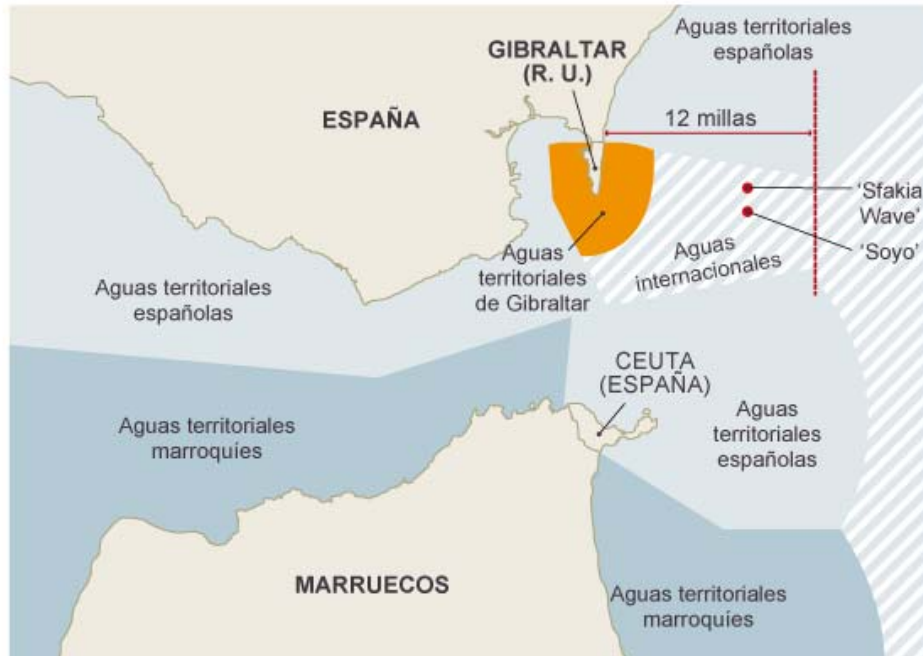 Aguas territoriales
españolas
GIBRALTAR
(R. U.)
ESPAÑA
12 millas
'Sfakia
Wave'
'Soyo'
Aguas
internacionales
Aguas
territoriales
de Gibraltar
Aguas territoriales
españolas
CEUTA
(ESPAÑA)
Aguas territoriales
marroquíes
Aguas
territoriales
españolas
MARRUECOS
Aguas territoriales
marroquíes